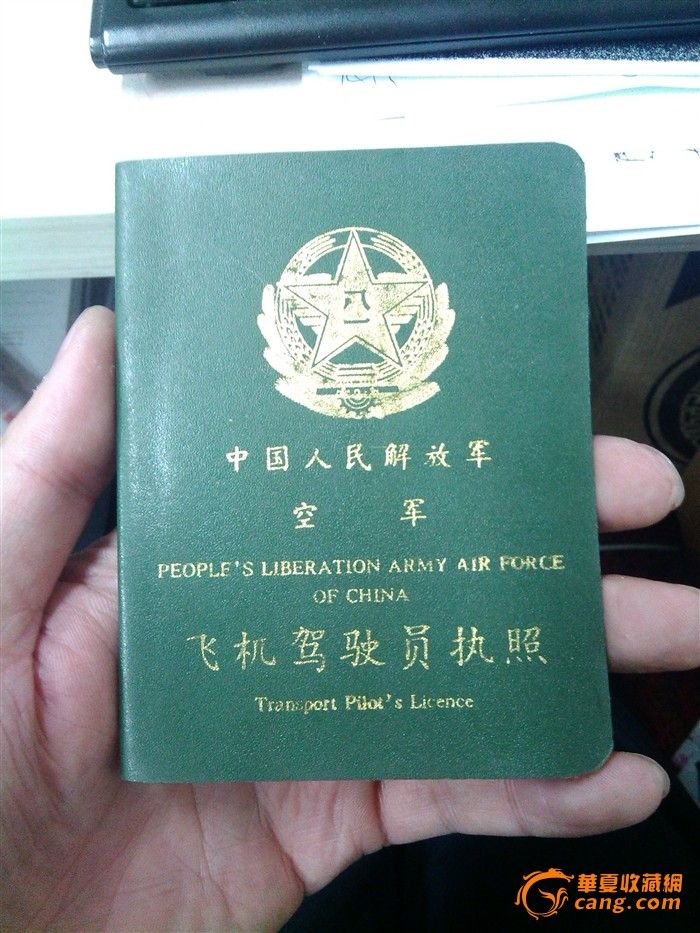 八一
中国人民解放军
空 军
PEOPLE'S LIBERATION ARMY AIR FORCE
OF CHINA
飞机驾驶员执照
Transport Pilot's Licence
華夏收藏網
cang.com